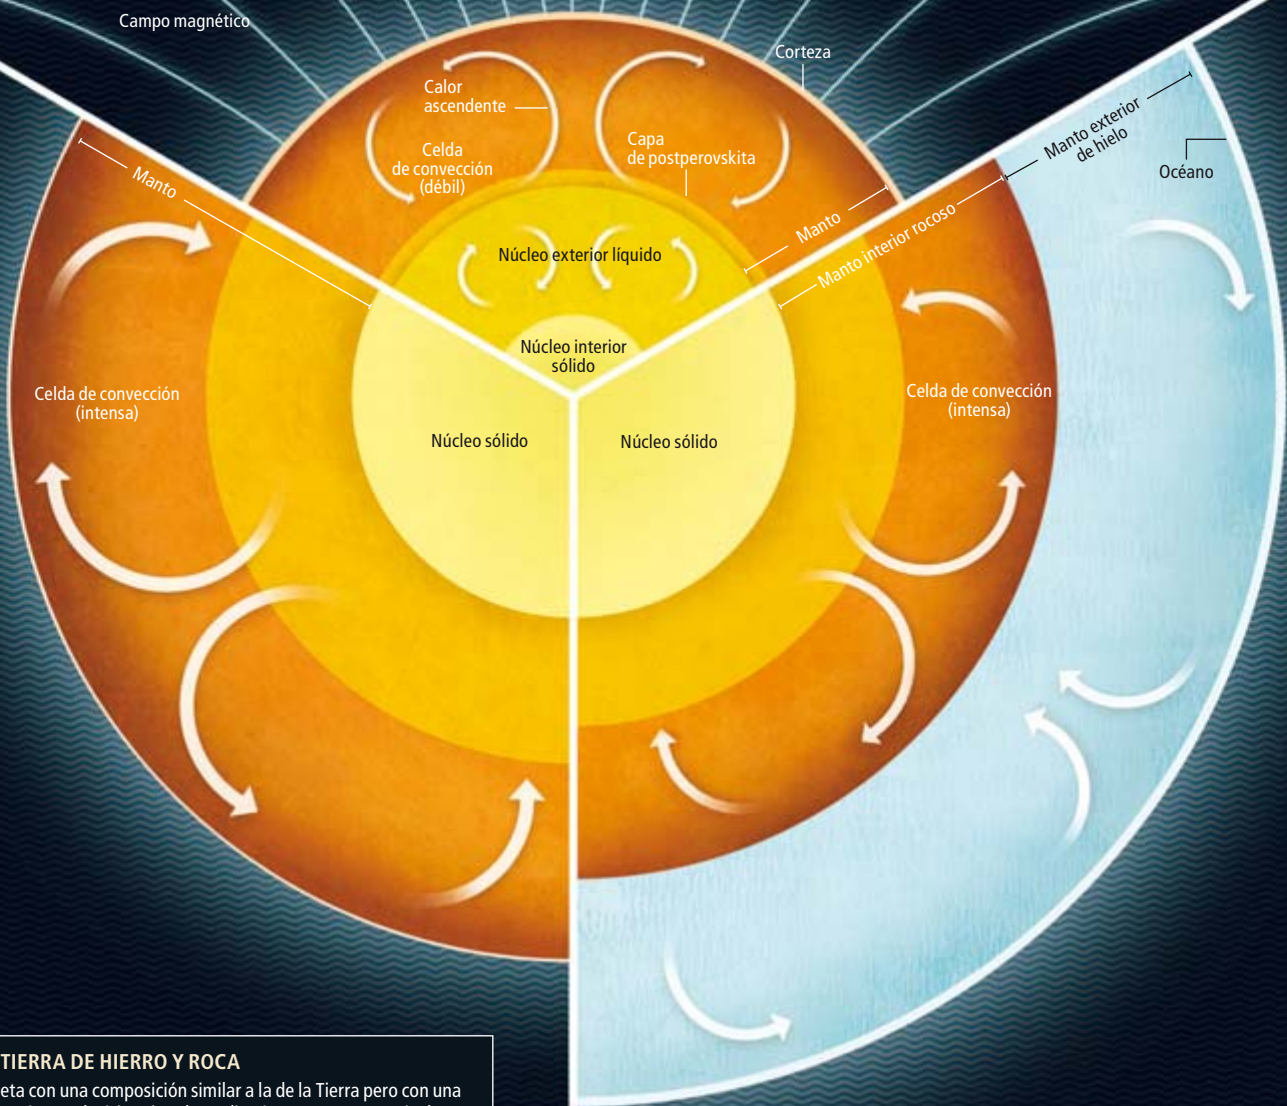 Campo magnético
Corteza
Calor
ascendente
Celda
de convección
(débil)
Capa
de postperovskita
Manto exterior
de hielo
Océano
Manto
Manto
Manto interior rocoso
Núcleo exterior líquido
Núcleo interior
sólido
Celda de convección
(intensa)
Celda de convección
(intensa)
Núcleo sólido
Núcleo sólido
TIERRA DE HIERRO Y ROCA
eta con una composición similar a la de la Tierra pero con una